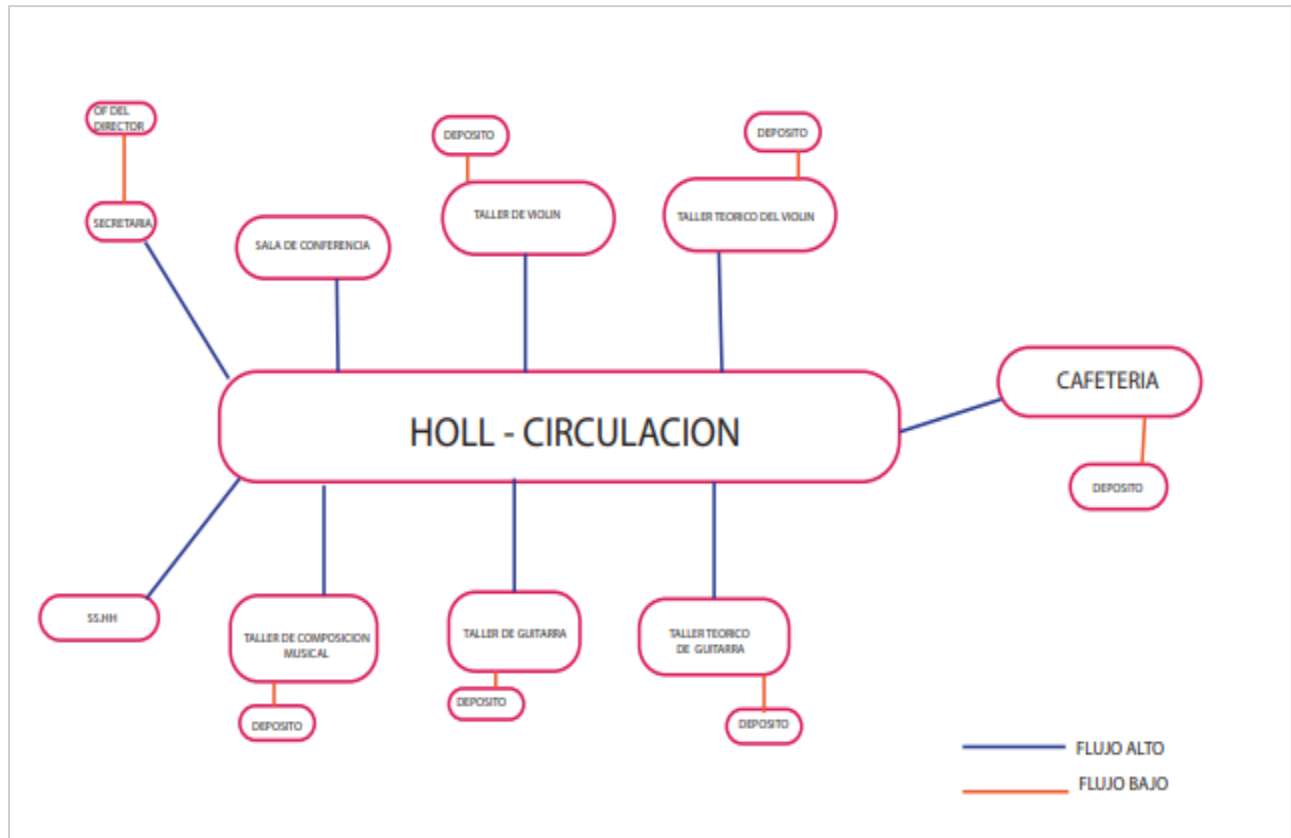 OF DEL
DIRECTOR
DEPOSITO
DEPOSITO
SECRETARIA
TALLER DE VIOLIN
TALLER TEORICO DEL VIOLIN
SALA DE CONFERENCIA
CAFETERIA
HOLL - CIRCULACION
DEPOSITO
SS.HH
TALLER DE COMPOSICION
MUSICAL
TALLER DE GUITARRA
TALLER TEORICO
DE GUITARRA
DEPOSITO
DEPOSITO
DEPOSITO
FLUJO ALTO
FLUJO BAJO